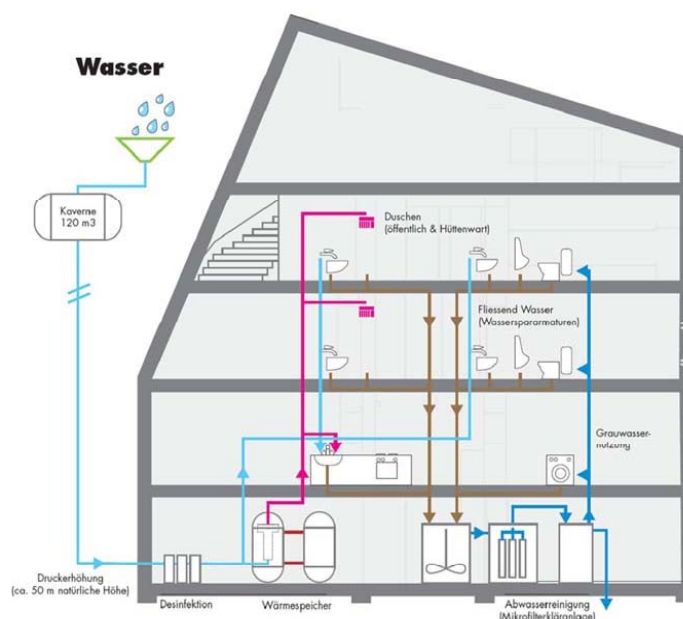 Wasser
Kaverne
120 m3
Duschen
(öffentlich & Hüttenwart)
Fliessend Wasser
(Wasserspararmaturen)
Grauwasser-
nutzung
Druckerhöhung
(ca. 50 m natürliche Höhe)
Desinfektion
Wärmespeicher
Abwasserreinigung
(Mikrofilterkläranlage)